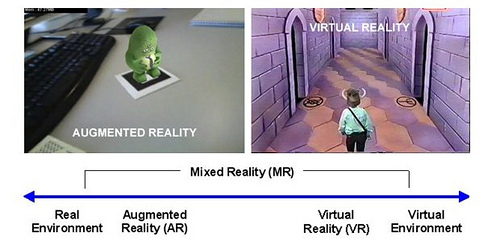 VIRTUAL REALITY
AUGMENTED REALITY
Mixed Reality (MR)
Real
Environment
Augmented
Reality (AR)
Virtual
Reality (VR)
Virtual
Environment